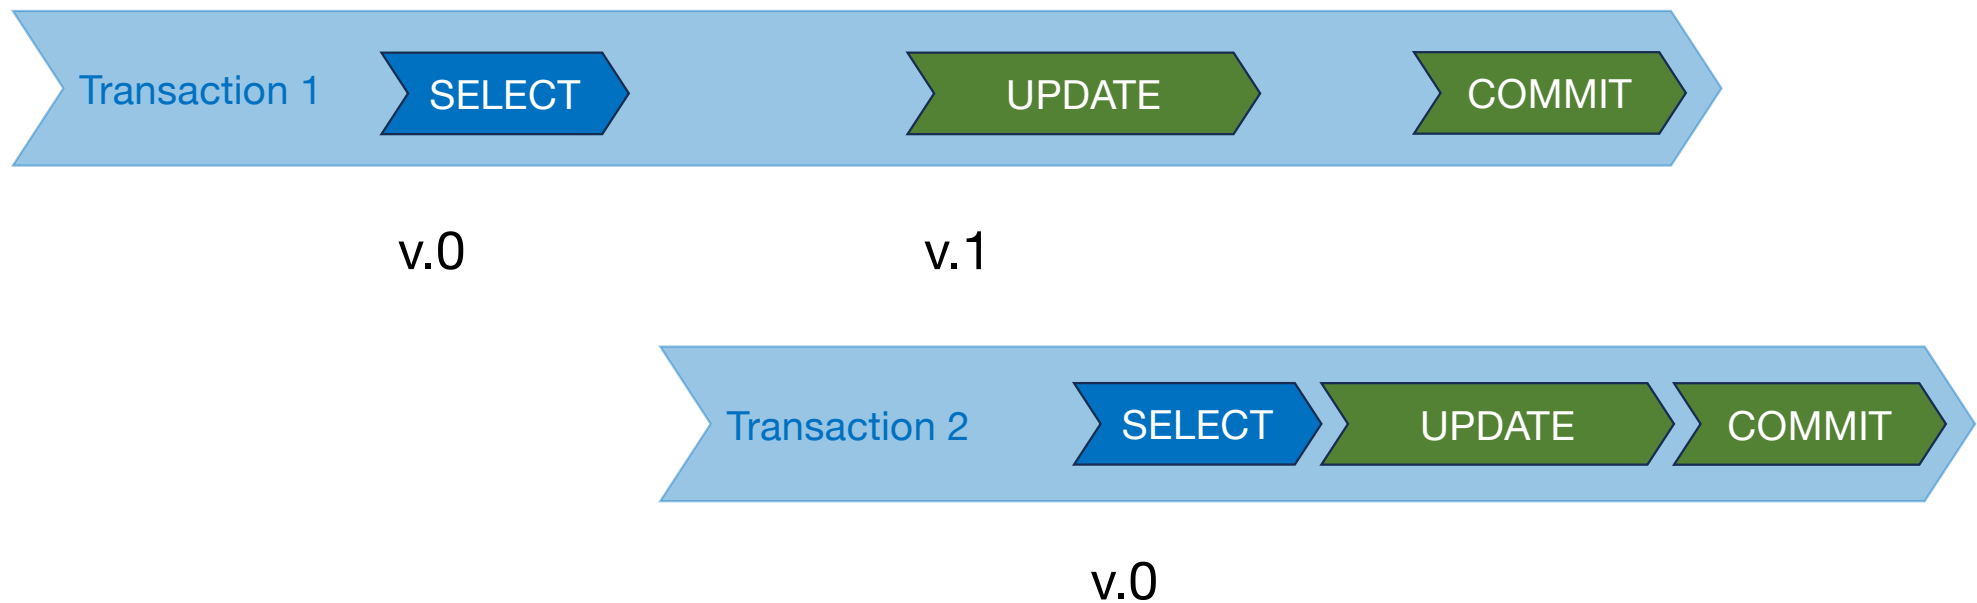 Transaction 1 SELECT UPDATE COMMIT
v.0 v.1
Transaction 2 SELECT UPDATE COMMIT
v.0